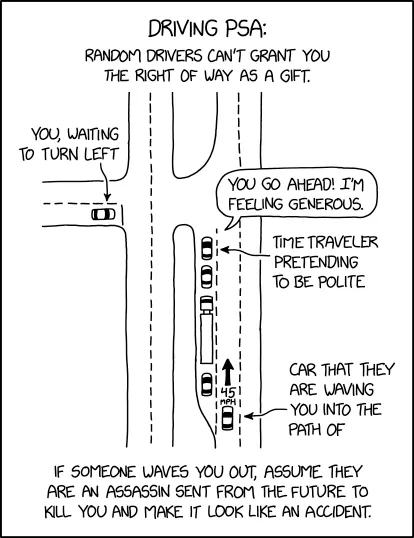 DRIVING PSA:
RANDOM DRIVERS CAN'T GRANT YOU
THE RIGHT OF WAY AS A GIFT.
YOU, WAITING
TO TURN LEFT
YOU GO AHEAD! I'M
FEELING GENEROUS.
TIME TRAVELER
PRETENDING
TO BE POLITE
45
MPH
CAR THAT THEY
ARE WAVING
YOU INTO THE
PATH OF
IF SOMEONE WAVES YOU OUT, ASSUME THEY
ARE AN ASSASSIN SENT FROM THE FUTURE TO
KILL YOU AND MAKE IT LOOK LIKE AN ACCIDENT.